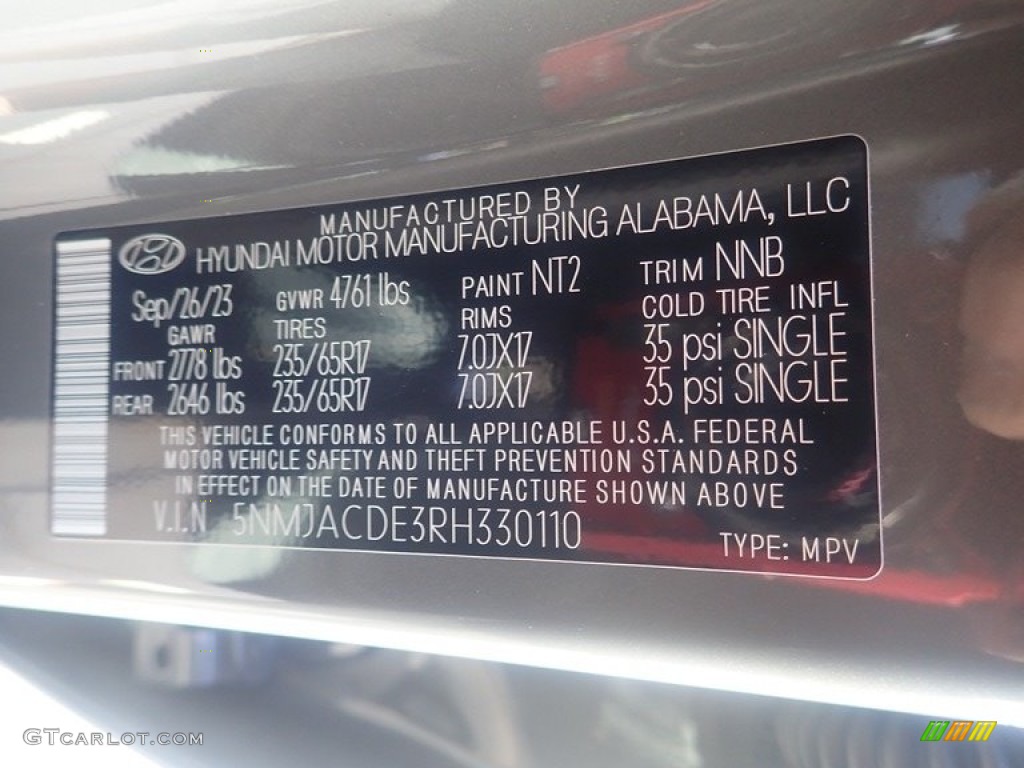 MANUFACTURED BY
HYUNDAI MOTOR MANUFACTURING ALABAMA, LLC
Sep/26/23 GVWR 4761 lbs PAINT NT2 TRIM NNB
GAWR TIRES RIMS COLD TIRE INFL
FRONT 2778 lbs 235/65R17 7.0JX17 35 psi SINGLE
REAR 2646 lbs 235/65R17 7.0JX17 35 psi SINGLE
THIS VEHICLE CONFORMS TO ALL APPLICABLE U.S.A. FEDERAL
MOTOR VEHICLE SAFETY AND THEFT PREVENTION STANDARDS
IN EFFECT ON THE DATE OF MANUFACTURE SHOWN ABOVE
V.I.N 5NMJACDE3RH330110
TYPE: MPV
GTCARLOT.COM